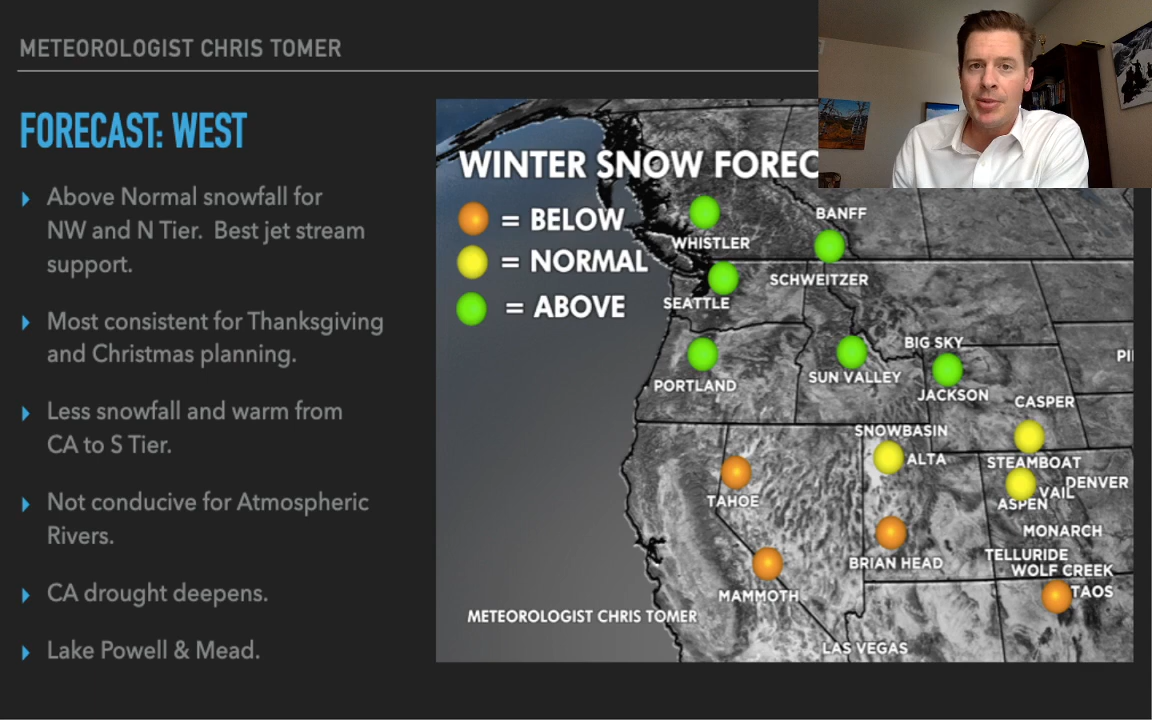 METEOROLOGIST CHRIS TOMER
FORECAST: WEST
Above Normal snowfall for
NW and N Tier. Best jet stream
support.
Most consistent for Thanksgiving
and Christmas planning.
Less snowfall and warm from
CA to S Tier.
Not conducive for Atmospheric
Rivers.
CA drought deepens.
Lake Powell & Mead.
WINTER SNOW FOREC
= BELOW
= NORMAL
= ABOVE
BANFF
WHISTLER
SCHWEITZER
SEATTLE
BIG SKY
SUN VALLEY
PORTLAND
JACKSON
CASPER
SNOWBASIN
ALTA
STEAMBOAT
DENVER
VAIL
ASPEN
TAHOE
MONARCH
TELLURIDE
BRIAN HEAD
WOLF CREEK
TAOS
MAMMOTH
METEOROLOGIST CHRIS TOMER
LAS VEGAS